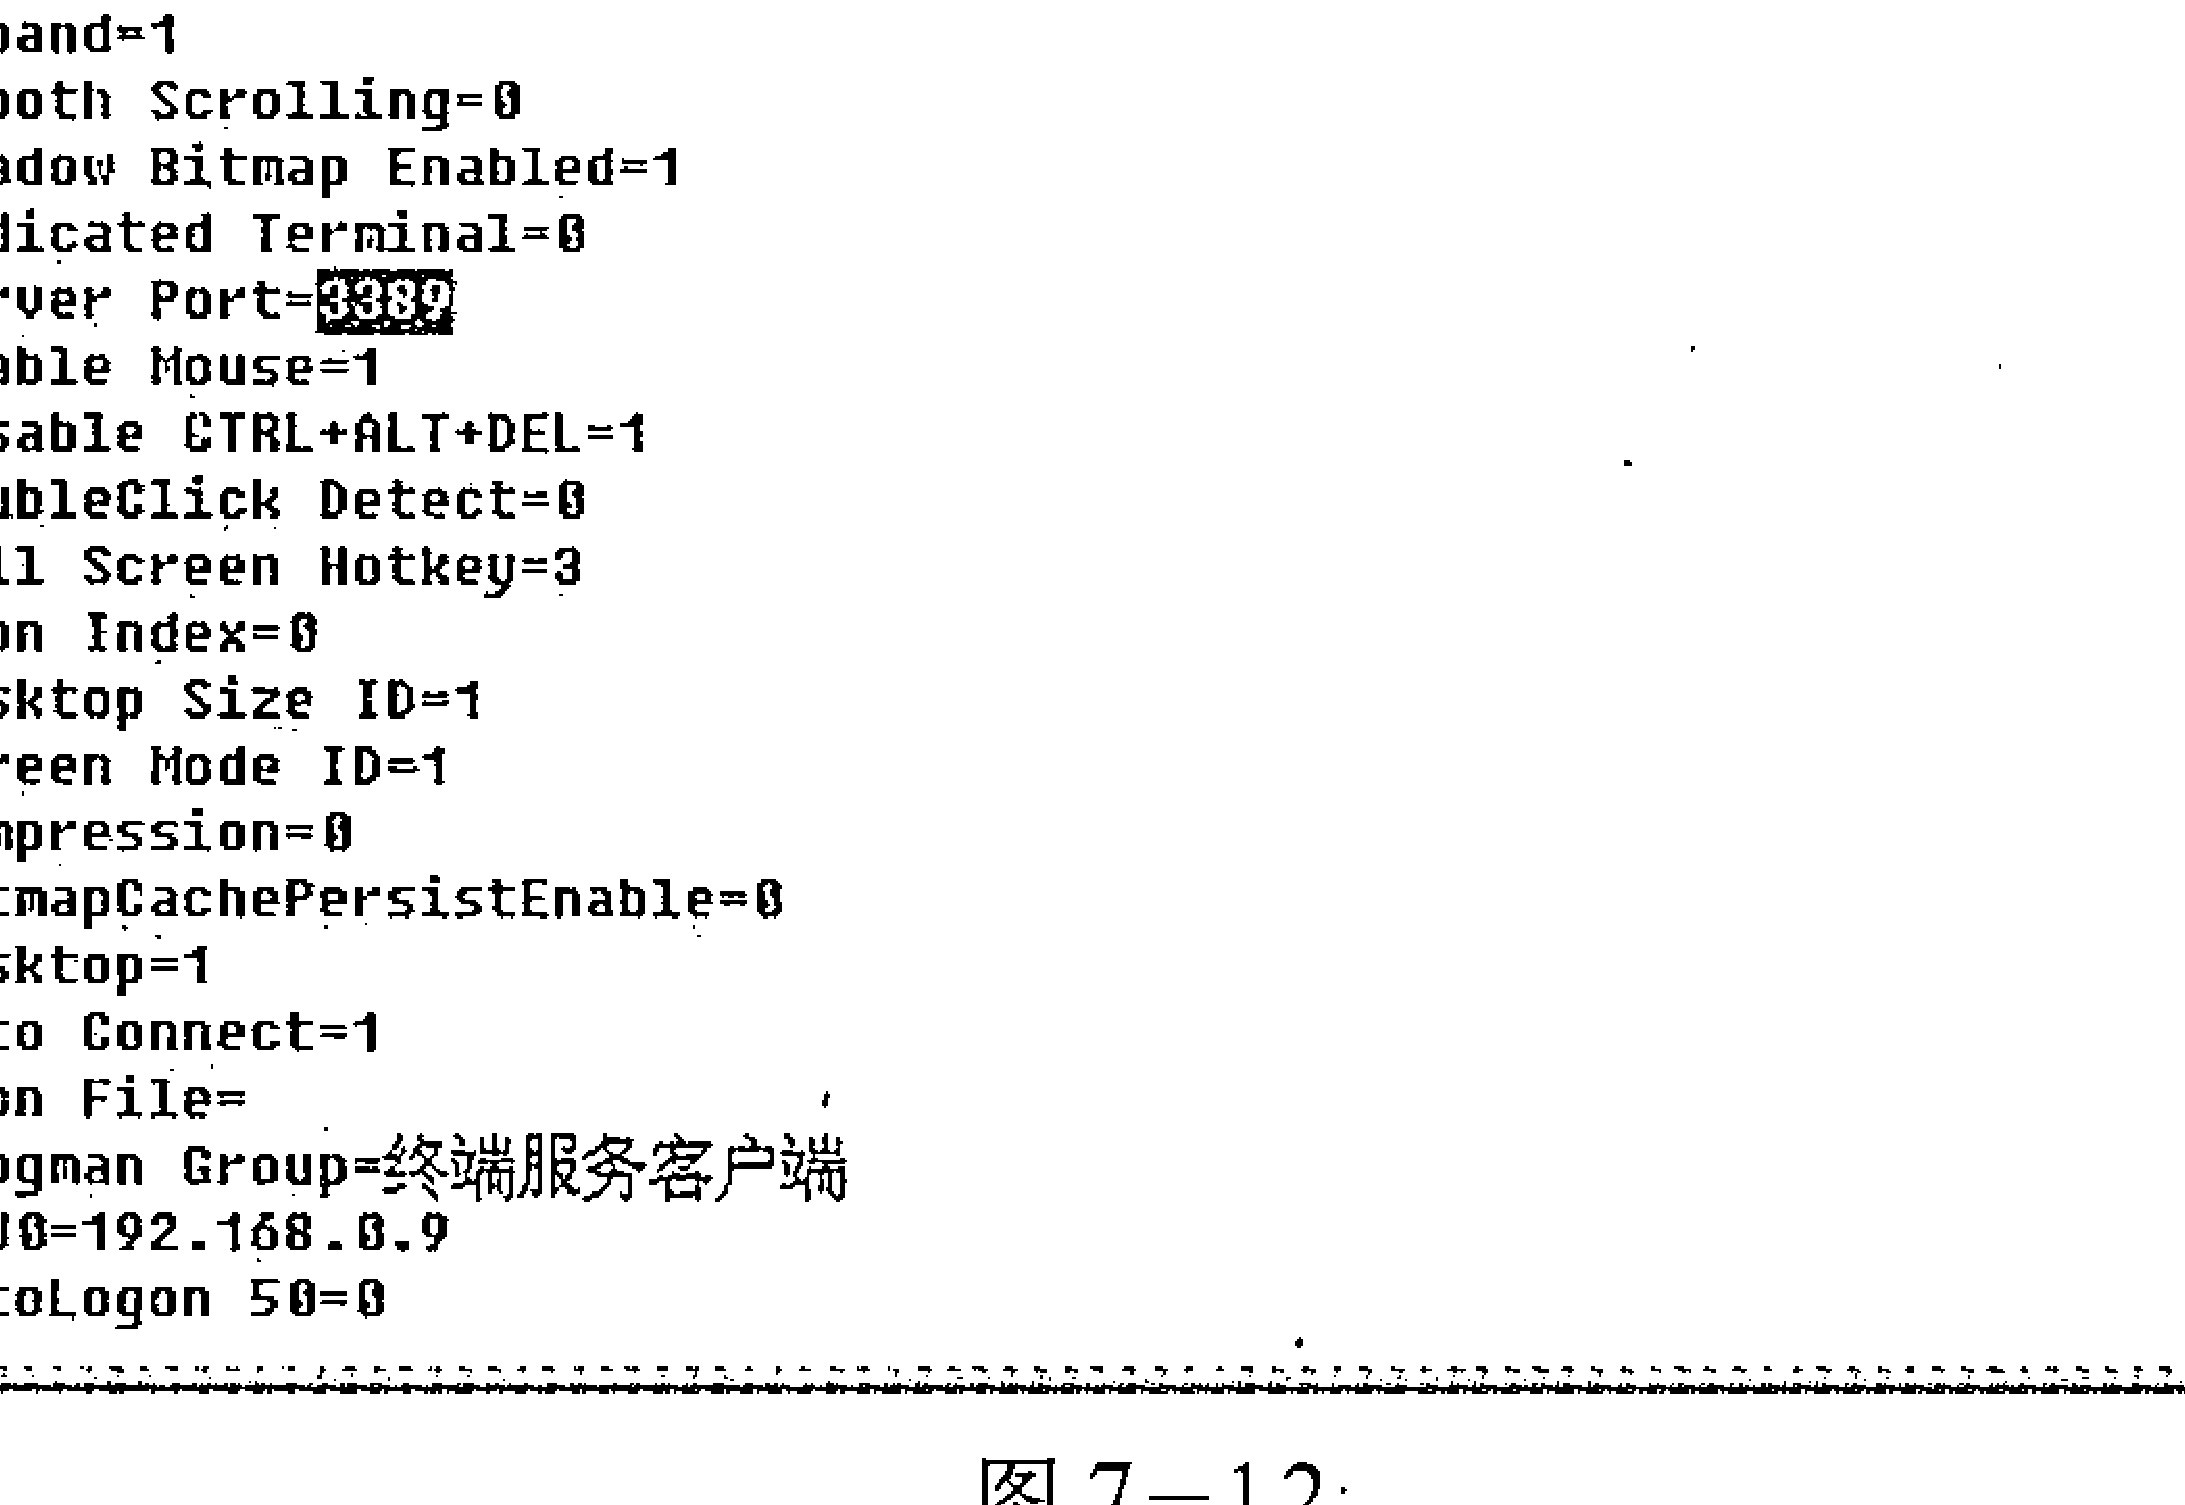 band=1
ooth Scrolling=0
adow Bitmap Enabled=1
dicated Terminal=0
rver Port=3389
able Mouse=1
sable CTRL+ALT+DEL=1
ubleClick Detect=0
ll Screen Hotkey=3
on Index=0
sktop Size ID=1
reen Mode ID=1
mpression=0
tmapCachePersistEnable=0
sktop=1
to Connect=1
on File=
ogman Group=终端服务客户端
U0=192.168.0.9
toLogon 50=0
图 7-12